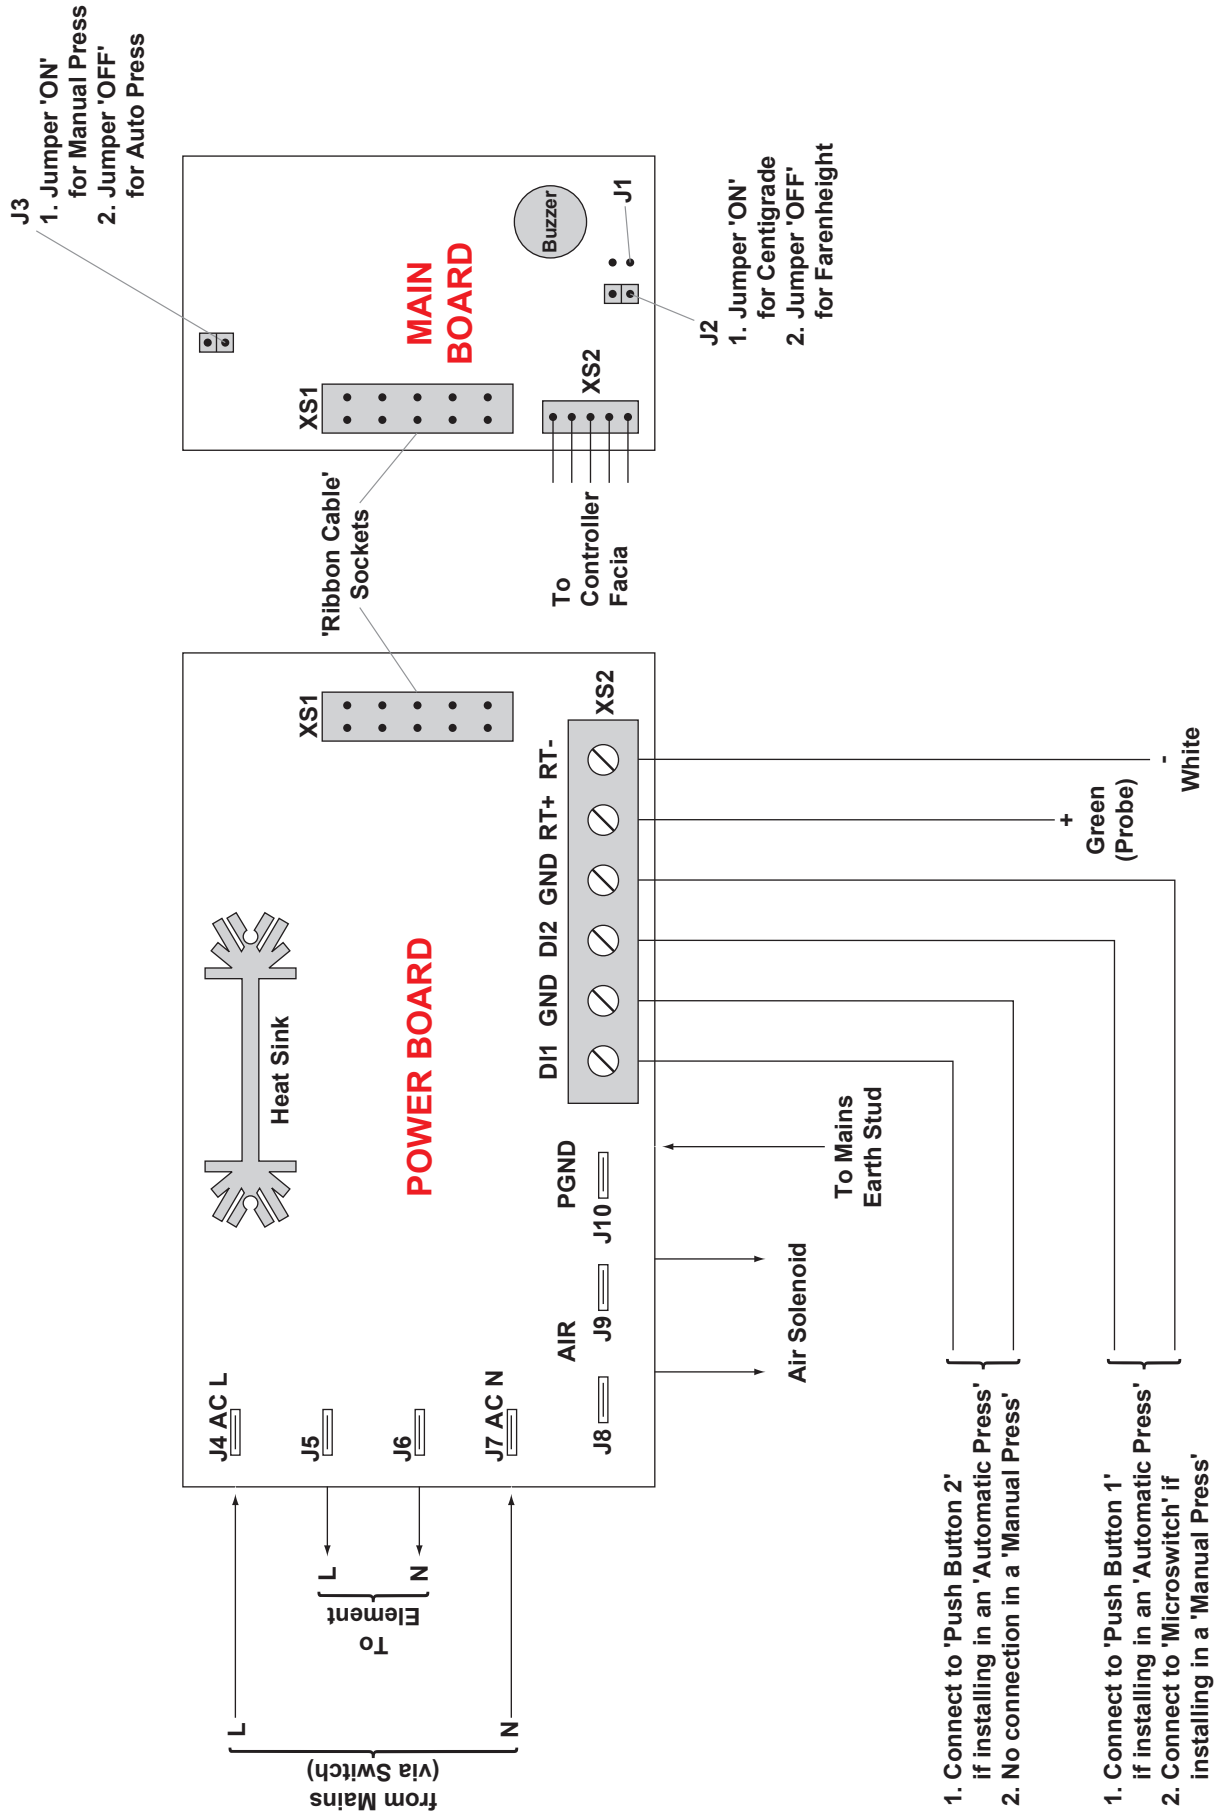 from Mains
(via Switch)
L
N
To
Element
L
N
J4 AC L
J5
J6
J7 AC N
Heat Sink
POWER BOARD
XS1
AIR
PGND
J8
J9
J10
DI1
GND
DI2
GND
RT+
RT-
XS2
Air Solenoid
To Mains
Earth Stud
+
Green
(Probe)
-
White
1. Connect to 'Push Button 2'
if installing in an 'Automatic Press'
2. No connection in a 'Manual Press'
1. Connect to 'Push Button 1'
if installing in an 'Automatic Press'
2. Connect to 'Microswitch' if
installing in a 'Manual Press'
'Ribbon Cable'
Sockets
To
Controller
Facia
XS1
XS2
MAIN
BOARD
Buzzer
J1
J3
1. Jumper 'ON'
for Manual Press
2. Jumper 'OFF'
for Auto Press
J2
1. Jumper 'ON'
for Centigrade
2. Jumper 'OFF'
for Farenheight